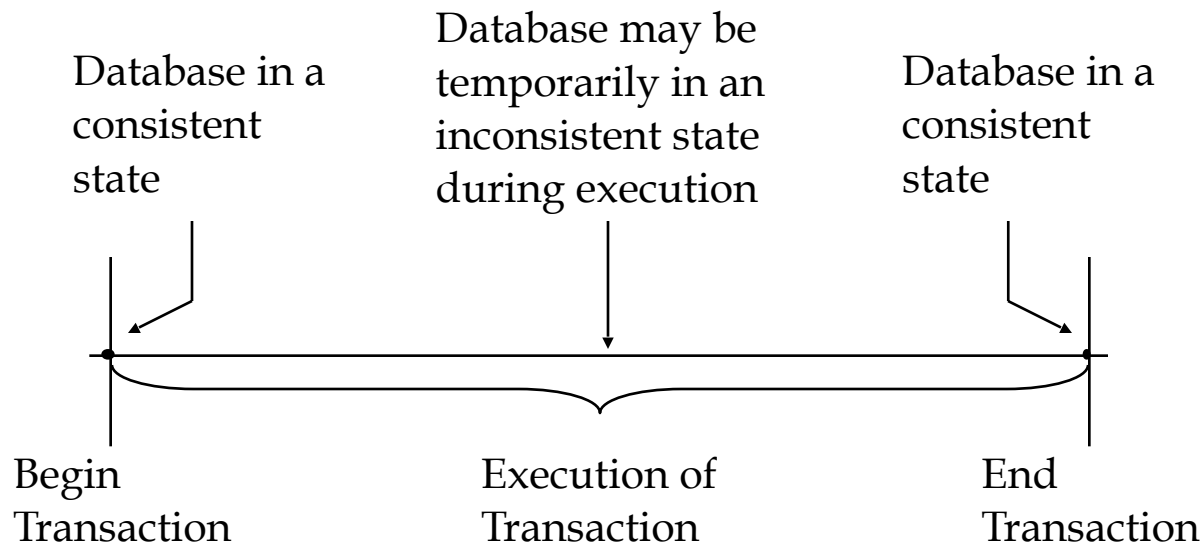 Database in a
consistent
state
Database may be
temporarily in an
inconsistent state
during execution
Database in a
consistent
state
Begin
Transaction
Execution of
Transaction
End
Transaction